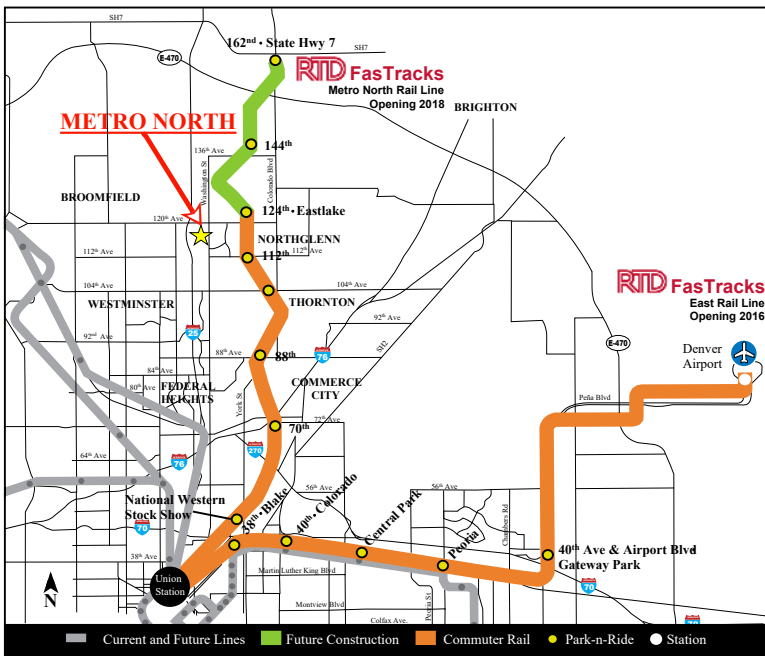 SH7
162nd • State Hwy 7
SH7
E-470
RTD FasTracks
Metro North Rail Line
Opening 2018
BRIGHTON
METRO NORTH
136th Ave
144th
Washington St
Colorado Blvd
BROOMFIELD
120th Ave
124th • Eastlake
NORTHGLENN
112th Ave
112th Ave
112th
RTD FasTracks
East Rail Line
Opening 2016
104th Ave
104th Ave
WESTMINSTER
THORNTON
92nd Ave
25
92nd Ave
SH2
E-470
76
88th Ave
88th
Denver
Airport
84th Ave
80th Ave
FEDERAL
HEIGHTS
COMMERCE
CITY
Peña Blvd
York St
72nd Ave
70th
270
64th Ave
76
56th Ave
56th Ave
National Western
Stock Show
38th • Blake
40th • Colorado
Central Park
Peoria
Chambers Rd
70
38th Ave
40th Ave & Airport Blvd
Gateway Park
Union
Station
Martin Luther King Blvd
70
N
Montview Blvd
Peoria St
Colfax Ave.
Current and Future Lines
Future Construction
Commuter Rail
Park-n-Ride
Station